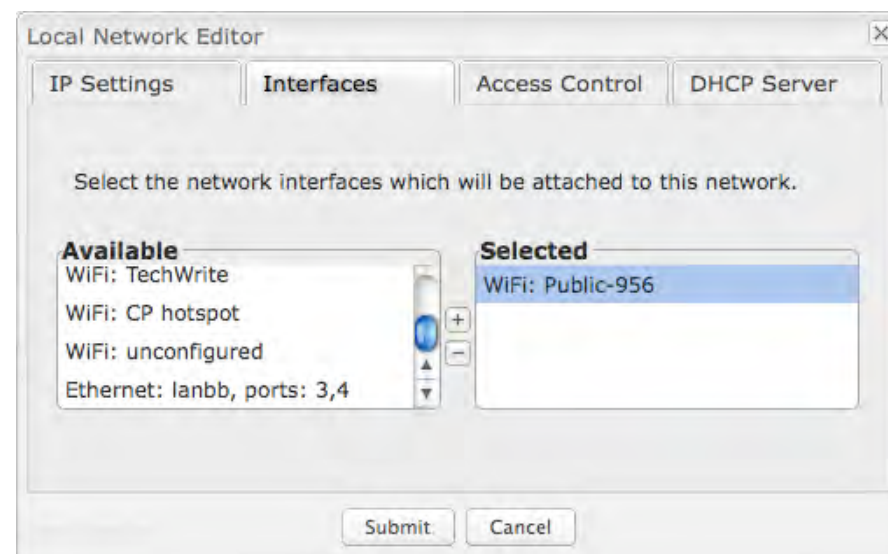 Local Network Editor
IP Settings
Interfaces
Access Control
DHCP Server
Select the network interfaces which will be attached to this network.
Available
WiFi: TechWrite
WiFi: CP hotspot
WiFi: unconfigured
Ethernet: lanbb, ports: 3,4
+
−
Selected
WiFi: Public-956
Submit
Cancel